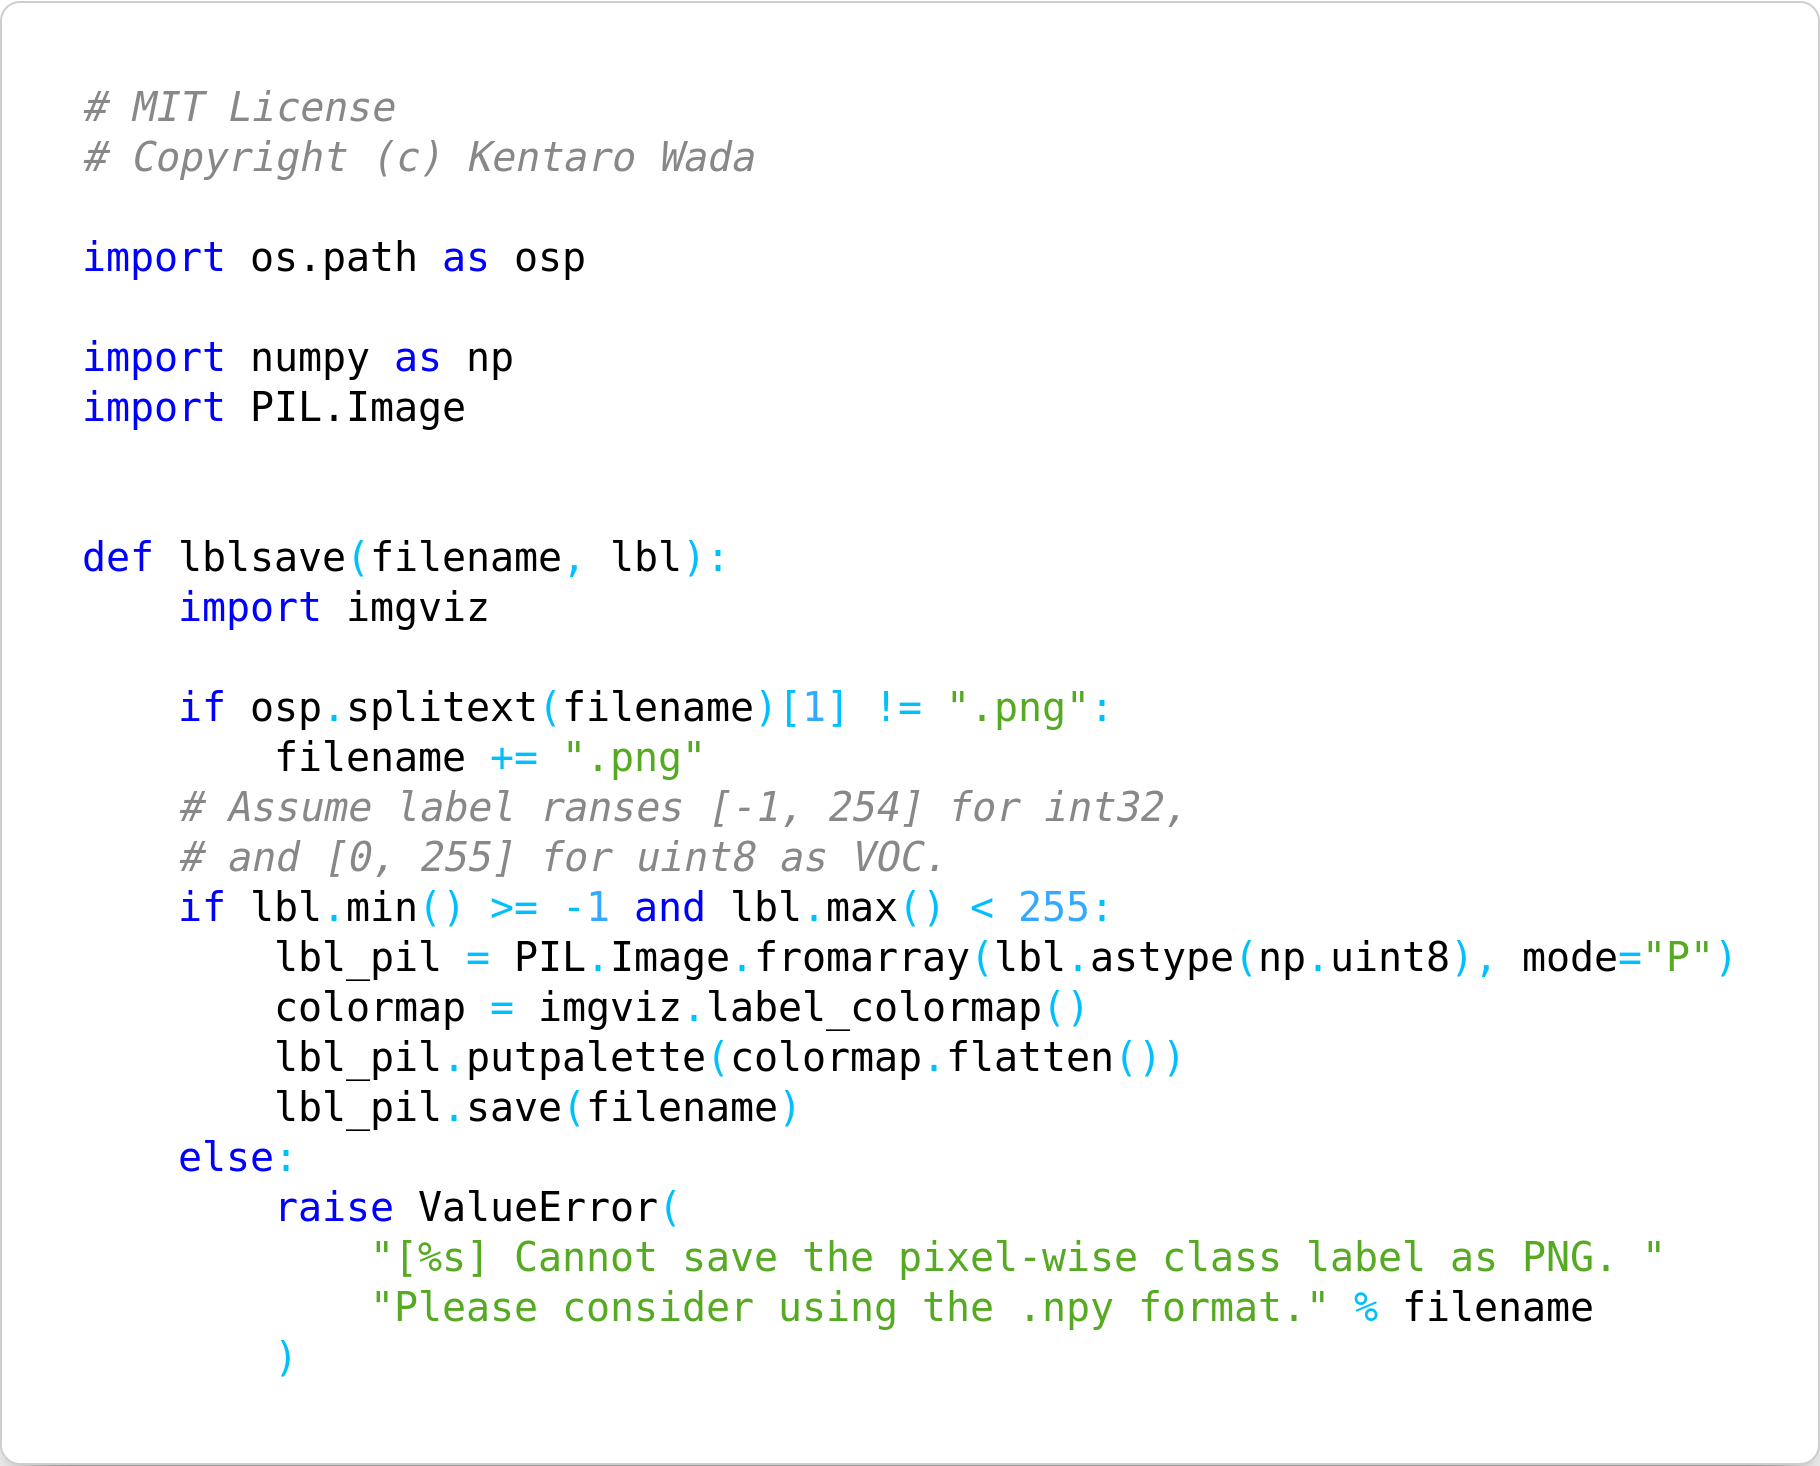 # MIT License
# Copyright (c) Kentaro Wada

import os.path as osp

import numpy as np
import PIL.Image


def lblsave(filename, lbl):
    import imgviz

    if osp.splitext(filename)[1] != ".png":
        filename += ".png"
    # Assume label ranses [-1, 254] for int32,
    # and [0, 255] for uint8 as VOC.
    if lbl.min() >= -1 and lbl.max() < 255:
        lbl_pil = PIL.Image.fromarray(lbl.astype(np.uint8), mode="P")
        colormap = imgviz.label_colormap()
        lbl_pil.putpalette(colormap.flatten())
        lbl_pil.save(filename)
    else:
        raise ValueError(
            "[%s] Cannot save the pixel-wise class label as PNG. "
            "Please consider using the .npy format." % filename
        )